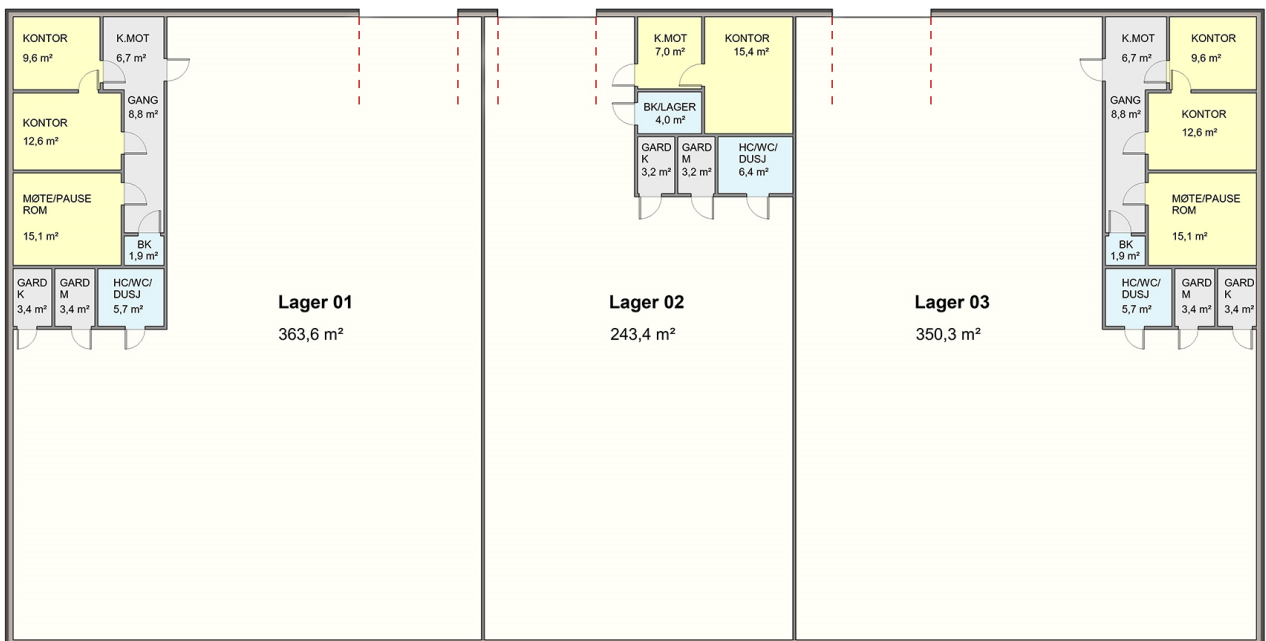 KONTOR
9,6 m²
K.MOT
6,7 m²
GANG
8,8 m²
KONTOR
12,6 m²
MØTE/PAUSE
ROM
15,1 m²
BK
1,9 m²
GARD
K
3,4 m²
GARD
M
3,4 m²
HC/WC/
DUSJ
5,7 m²
Lager 01
363,6 m²
K.MOT
7,0 m²
KONTOR
15,4 m²
BK/LAGER
4,0 m²
GARD
K
3,2 m²
GARD
M
3,2 m²
HC/WC/
DUSJ
6,4 m²
Lager 02
243,4 m²
K.MOT
6,7 m²
KONTOR
9,6 m²
GANG
8,8 m²
KONTOR
12,6 m²
MØTE/PAUSE
ROM
15,1 m²
BK
1,9 m²
HC/WC/
DUSJ
5,7 m²
GARD
M
3,4 m²
GARD
K
3,4 m²
Lager 03
350,3 m²